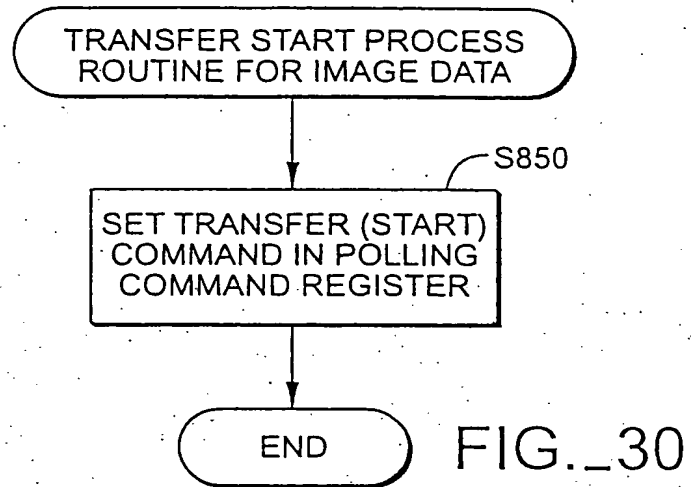 TRANSFER START PROCESS
ROUTINE FOR IMAGE DATA
S850
SET TRANSFER (START)
COMMAND IN POLLING
COMMAND REGISTER
END
FIG._30